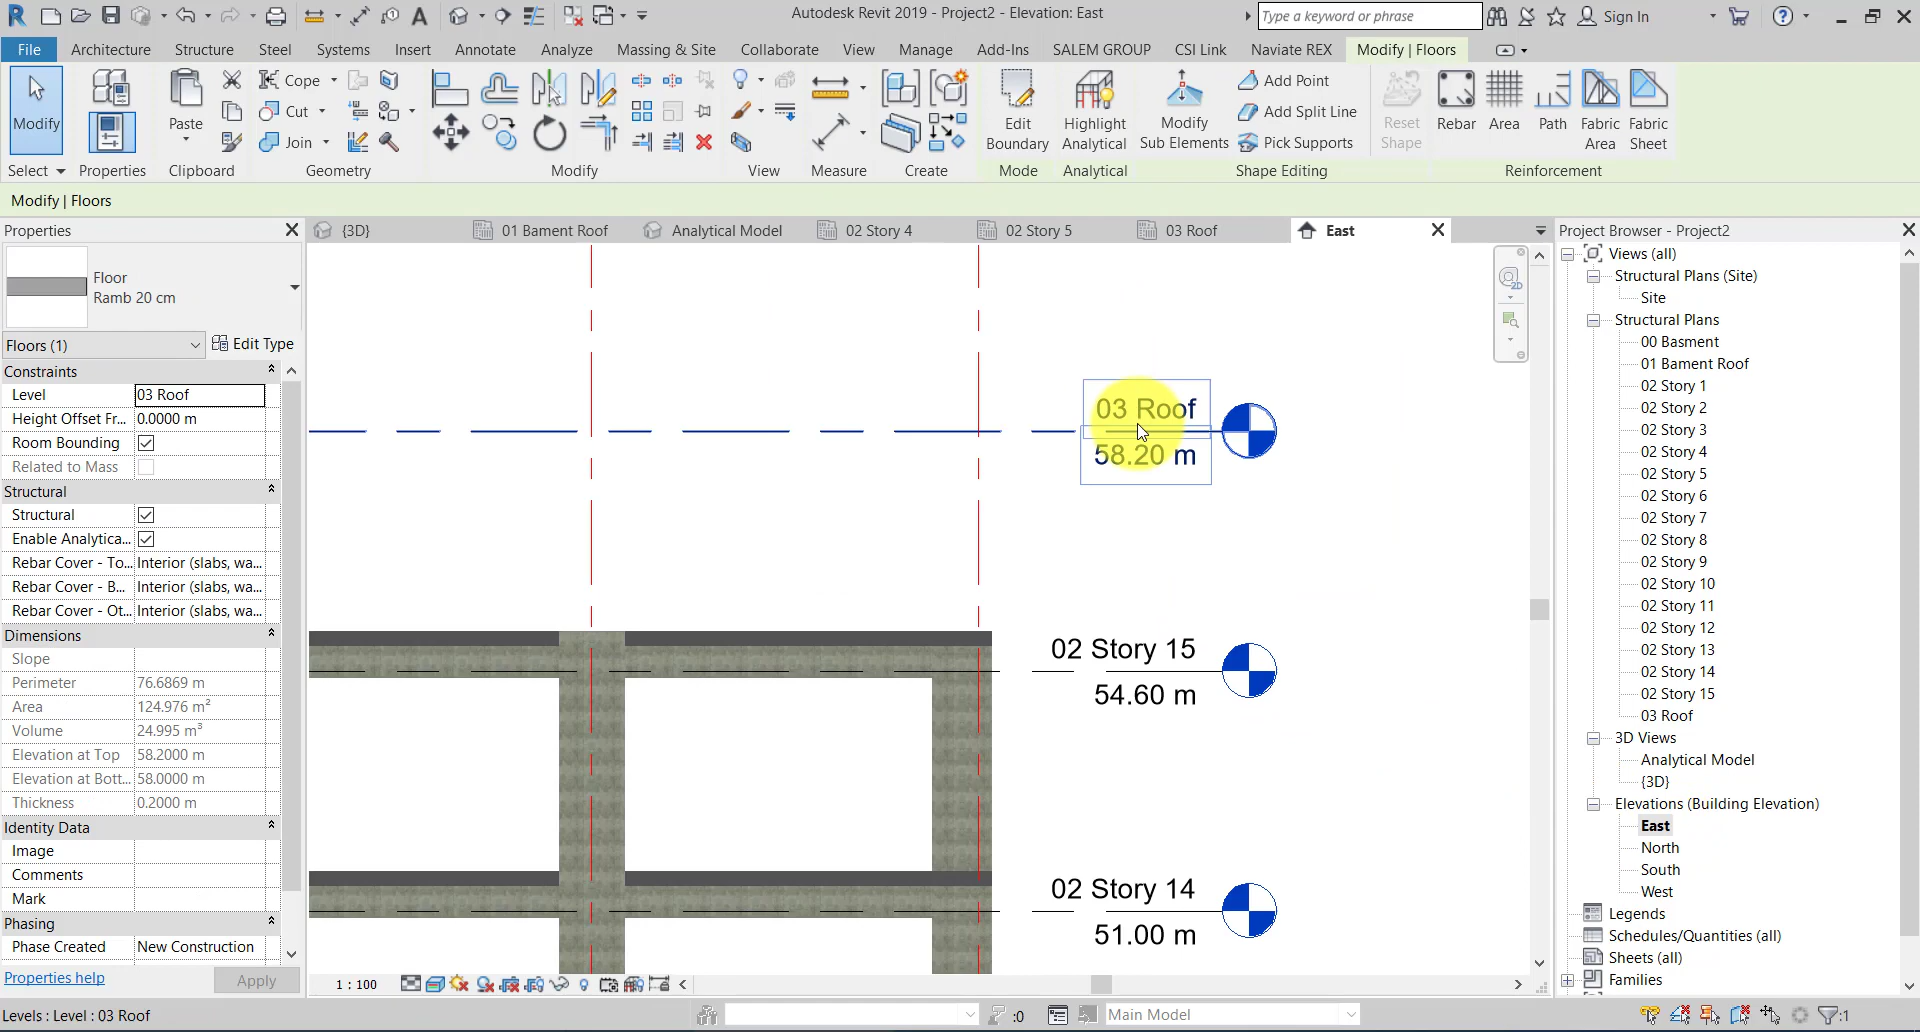 Autodesk Revit 2019 - Project2 - Elevation: East
Type a keyword or phrase
Sign In
File Architecture Structure Steel Systems Insert Annotate Analyze Massing & Site Collaborate View Manage Add-Ins SALEM GROUP CSI Link Naviate REX Modify | Floors
Modify
Paste
Cope
Cut
Join
Edit Boundary
Highlight Analytical
Modify Sub Elements
Add Point
Add Split Line
Pick Supports
Reset Shape
Rebar
Area
Path
Fabric Area
Fabric Sheet
Select Properties Clipboard Geometry Modify View Measure Create Mode Analytical Shape Editing Reinforcement
Modify | Floors
Properties
{3D} 01 Bament Roof Analytical Model 02 Story 4 02 Story 5 03 Roof East
Project Browser - Project2
Floor
Ramb 20 cm
Floors (1) Edit Type
Constraints
Level 03 Roof
Height Offset Fr... 0.0000 m
Room Bounding
Related to Mass
Structural
Structural
Enable Analytica...
Rebar Cover - To... Interior (slabs, wa...
Rebar Cover - B... Interior (slabs, wa...
Rebar Cover - Ot... Interior (slabs, wa...
Dimensions
Slope
Perimeter 76.6869 m
Area 124.976 m²
Volume 24.995 m³
Elevation at Top 58.2000 m
Elevation at Bott... 58.0000 m
Thickness 0.2000 m
Identity Data
Image
Comments
Mark
Phasing
Phase Created New Construction
Properties help Apply
03 Roof
58.20 m
02 Story 15
54.60 m
02 Story 14
51.00 m
Views (all)
Structural Plans (Site)
Site
Structural Plans
00 Basment
01 Bament Roof
02 Story 1
02 Story 2
02 Story 3
02 Story 4
02 Story 5
02 Story 6
02 Story 7
02 Story 8
02 Story 9
02 Story 10
02 Story 11
02 Story 12
02 Story 13
02 Story 14
02 Story 15
03 Roof
3D Views
Analytical Model
{3D}
Elevations (Building Elevation)
East
North
South
West
Legends
Schedules/Quantities (all)
Sheets (all)
Families
1 : 100
Levels : Level : 03 Roof
:0
Main Model
:1